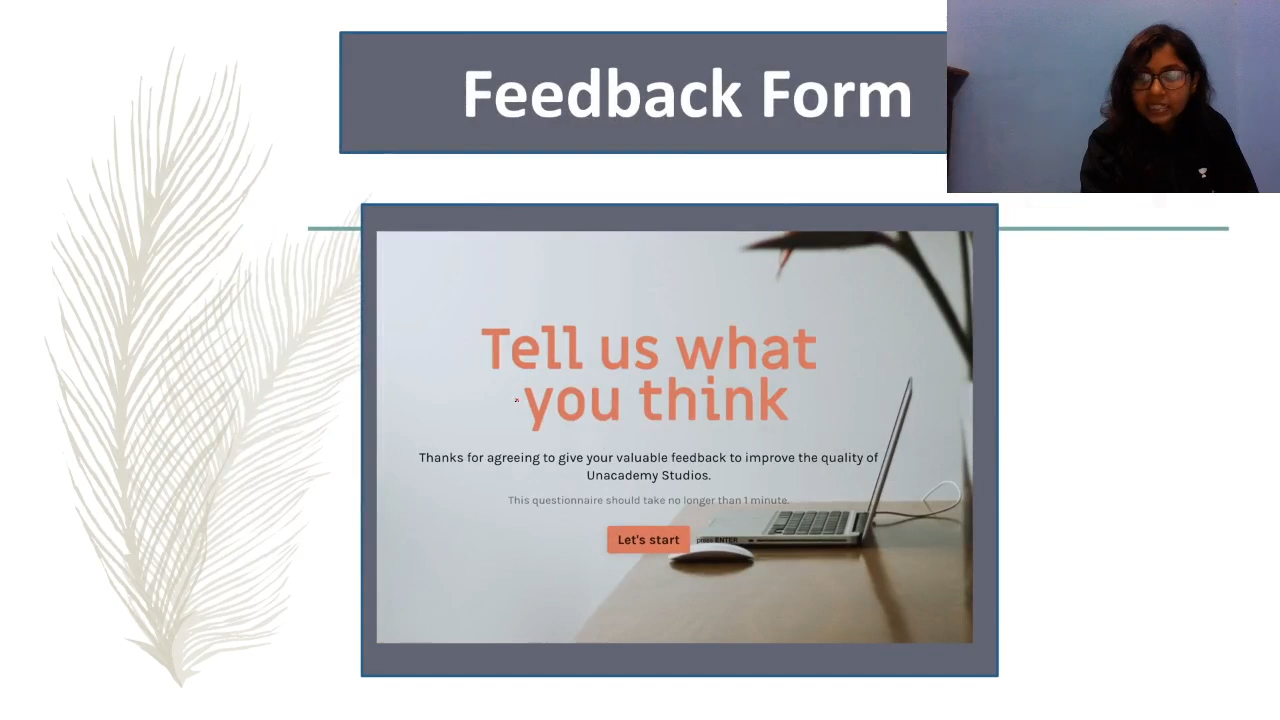 Feedback Form
Tell us what
you think
Thanks for agreeing to give your valuable feedback to improve the quality of
Unacademy Studios.
This questionnaire should take no longer than 1 minute.
Let's start press ENTER